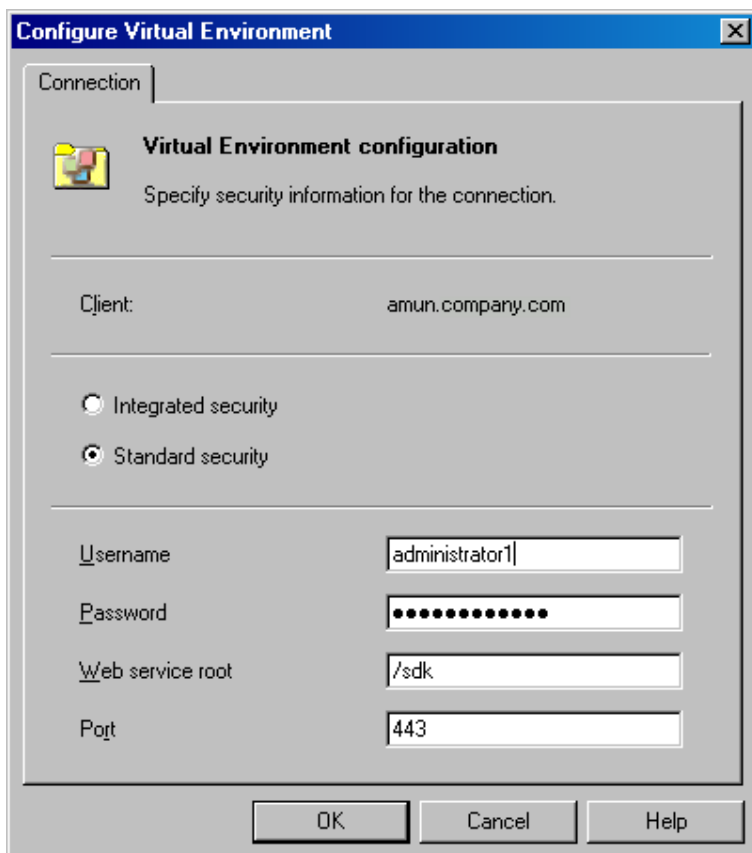 Configure Virtual Environment
Connection
Virtual Environment configuration
Specify security information for the connection.
Client: amun.company.com
Integrated security
Standard security
Username administrator1
Password ●●●●●●●●●●●●
Web service root /sdk
Port 443
OK Cancel Help